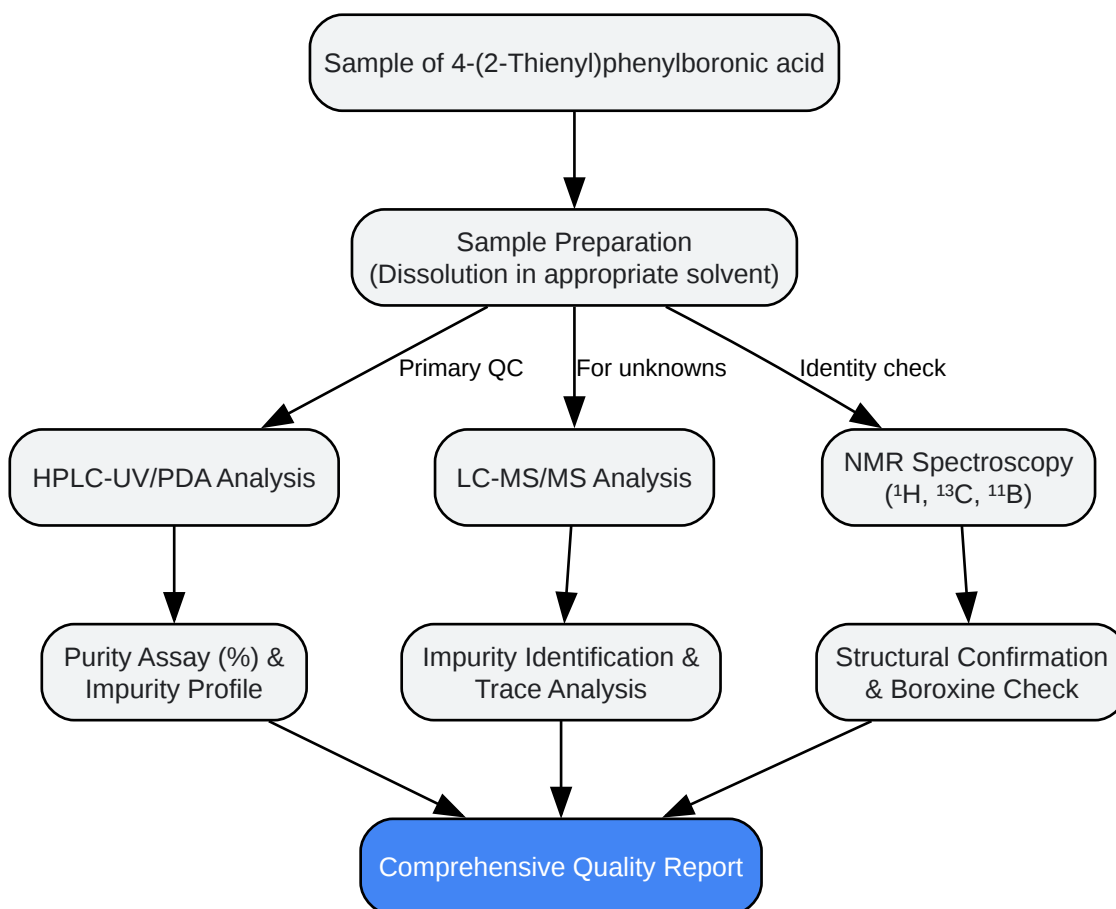 Sample of 4-(2-Thienyl)phenylboronic acid
Sample Preparation
(Dissolution in appropriate solvent)
Primary QC
For unknowns
Identity check
HPLC-UV/PDA Analysis
LC-MS/MS Analysis
NMR Spectroscopy
(¹H, ¹³C, ¹¹B)
Purity Assay (%) &
Impurity Profile
Impurity Identification &
Trace Analysis
Structural Confirmation
& Boroxine Check
Comprehensive Quality Report